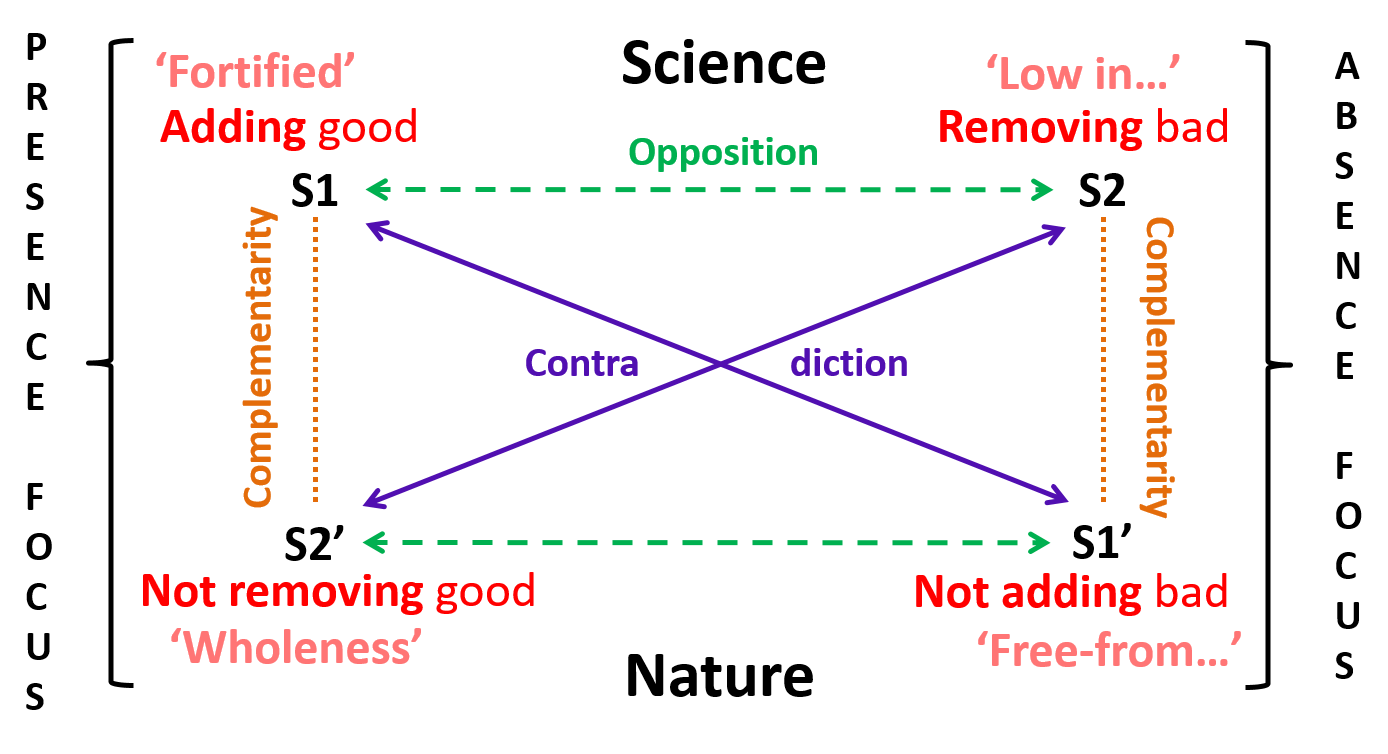 PRESENCE FOCUS
‘Fortified’
Adding good
S1
Science
Opposition
‘Low in...’
Removing bad
S2
ABSENCE FOCUS
Complementarity
Contra diction
Complementarity
S2’
Not removing good
‘Wholeness’
Nature
S1’
Not adding bad
‘Free-from...’